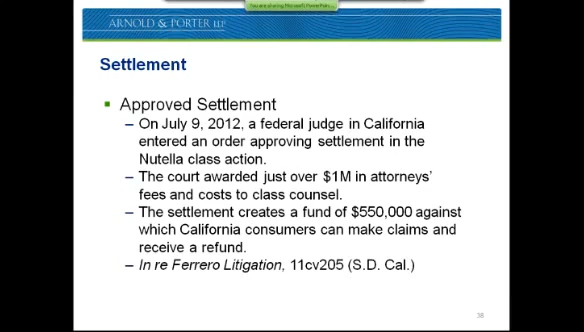 You are sharing Microsoft PowerPoin...
ARNOLD & PORTER LLP
Settlement
Approved Settlement
– On July 9, 2012, a federal judge in California
entered an order approving settlement in the
Nutella class action.
– The court awarded just over $1M in attorneys’
fees and costs to class counsel.
– The settlement creates a fund of $550,000 against
which California consumers can make claims and
receive a refund.
– In re Ferrero Litigation, 11cv205 (S.D. Cal.)
38